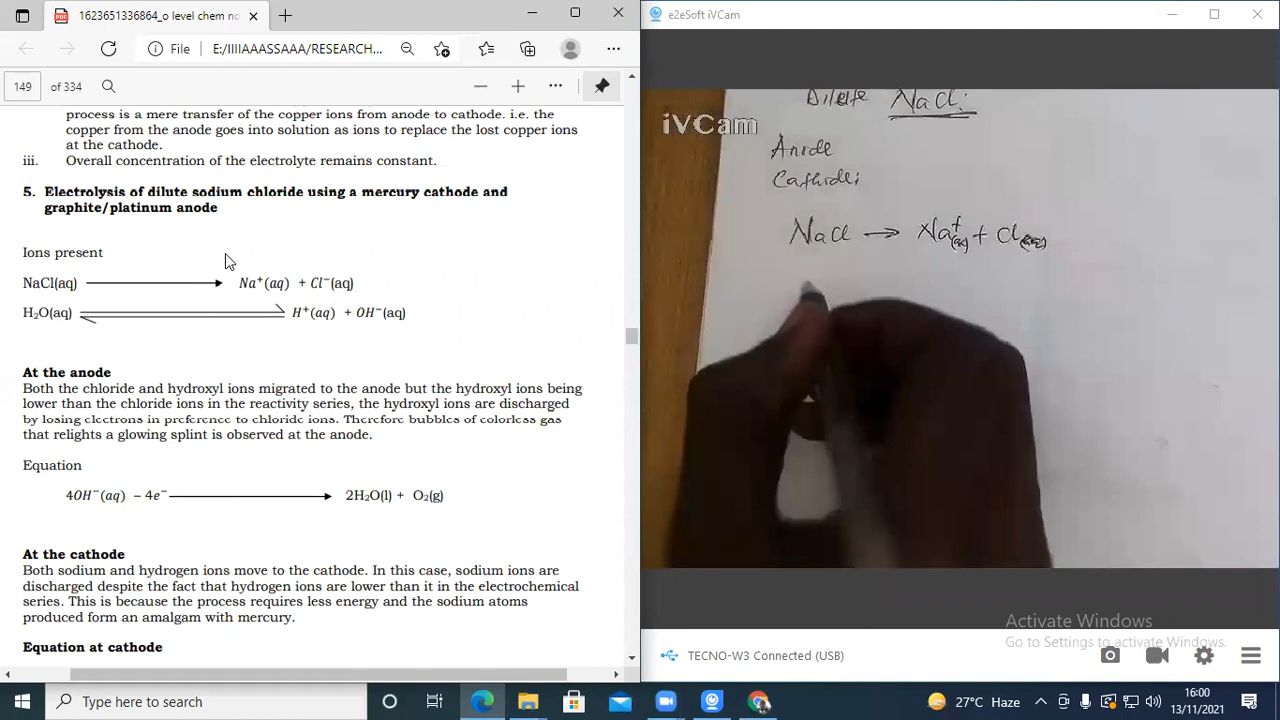 1623651336864_o level chem no
File
E:/IIIIAAASSAAA/RESEARCH...
149 of 334
process is a mere transfer of the copper ions from anode to cathode. i.e. the
copper from the anode goes into solution as ions to replace the lost copper ions
at the cathode.
iii. Overall concentration of the electrolyte remains constant.
5. Electrolysis of dilute sodium chloride using a mercury cathode and
graphite/platinum anode
Ions present
NaCl(aq) ⟶ Na⁺(aq) + Cl⁻(aq)
H₂O(aq) ⇌ H⁺(aq) + OH⁻(aq)
At the anode
Both the chloride and hydroxyl ions migrated to the anode but the hydroxyl ions being
lower than the chloride ions in the reactivity series, the hydroxyl ions are discharged
by losing electrons in preference to chloride ions. Therefore bubbles of colorless gas
that relights a glowing splint is observed at the anode.
Equation
4OH⁻(aq) – 4e⁻ ⟶ 2H₂O(l) + O₂(g)
At the cathode
Both sodium and hydrogen ions move to the cathode. In this case, sodium ions are
discharged despite the fact that hydrogen ions are lower than it in the electrochemical
series. This is because the process requires less energy and the sodium atoms
produced form an amalgam with mercury.
Equation at cathode
e2eSoft iVCam
iVCam
Dilute NaCl:
Anode
Cathode:
NaCl → Na⁺(aq) + Cl(aq)
Activate Windows
Go to Settings to activate Windows.
TECNO-W3 Connected (USB)
Type here to search
27°C Haze
16:00
13/11/2021